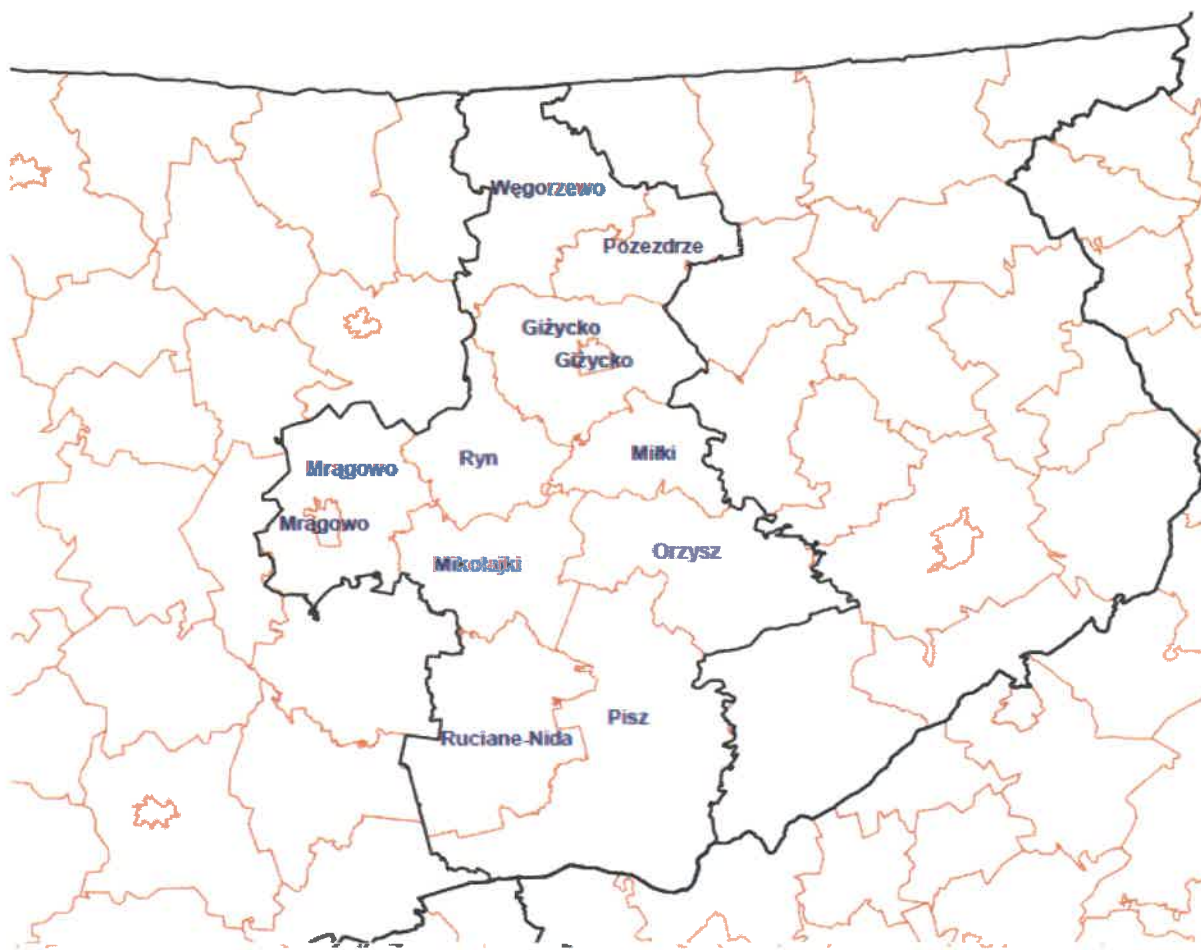 Węgorzewo
Pozezdrze
Giżycko
Giżycko
Ryn
Miłki
Mrągowo
Mrągowo
Mikołajki
Orzysz
Pisz
Ruciane-Nida